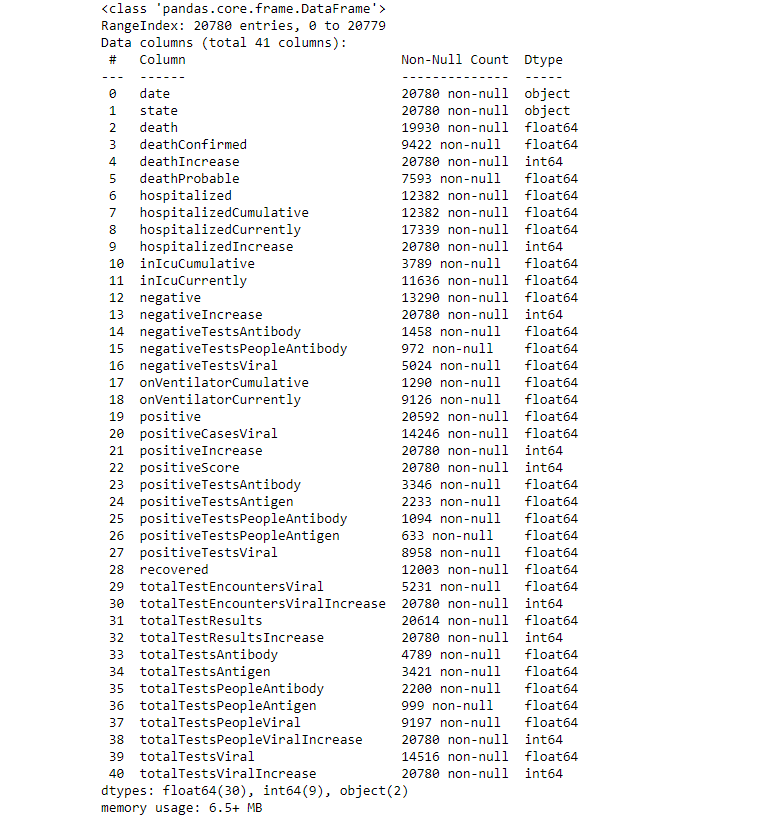 <class 'pandas.core.frame.DataFrame'>
RangeIndex: 20780 entries, 0 to 20779
Data columns (total 41 columns):
 #   Column                           Non-Null Count  Dtype
---  ------                           --------------  -----
 0   date                             20780 non-null  object
 1   state                            20780 non-null  object
 2   death                            19930 non-null  float64
 3   deathConfirmed                   9422 non-null   float64
 4   deathIncrease                    20780 non-null  int64
 5   deathProbable                    7593 non-null   float64
 6   hospitalized                     12382 non-null  float64
 7   hospitalizedCumulative           12382 non-null  float64
 8   hospitalizedCurrently            17339 non-null  float64
 9   hospitalizedIncrease             20780 non-null  int64
 10  inIcuCumulative                  3789 non-null   float64
 11  inIcuCurrently                   11636 non-null  float64
 12  negative                         13290 non-null  float64
 13  negativeIncrease                 20780 non-null  int64
 14  negativeTestsAntibody            1458 non-null   float64
 15  negativeTestsPeopleAntibody      972 non-null    float64
 16  negativeTestsViral               5024 non-null   float64
 17  onVentilatorCumulative           1290 non-null   float64
 18  onVentilatorCurrently            9126 non-null   float64
 19  positive                         20592 non-null  float64
 20  positiveCasesViral               14246 non-null  float64
 21  positiveIncrease                 20780 non-null  int64
 22  positiveScore                    20780 non-null  int64
 23  positiveTestsAntibody            3346 non-null   float64
 24  positiveTestsAntigen             2233 non-null   float64
 25  positiveTestsPeopleAntibody      1094 non-null   float64
 26  positiveTestsPeopleAntigen       633 non-null    float64
 27  positiveTestsViral               8958 non-null   float64
 28  recovered                        12003 non-null  float64
 29  totalTestEncountersViral         5231 non-null   float64
 30  totalTestEncountersViralIncrease  20780 non-null  int64
 31  totalTestResults                 20614 non-null  float64
 32  totalTestResultsIncrease         20780 non-null  int64
 33  totalTestsAntibody               4789 non-null   float64
 34  totalTestsAntigen                3421 non-null   float64
 35  totalTestsPeopleAntibody         2200 non-null   float64
 36  totalTestsPeopleAntigen          999 non-null    float64
 37  totalTestsPeopleViral            9197 non-null   float64
 38  totalTestsPeopleViralIncrease    20780 non-null  int64
 39  totalTestsViral                  14516 non-null  float64
 40  totalTestsViralIncrease          20780 non-null  int64
dtypes: float64(30), int64(9), object(2)
memory usage: 6.5+ MB